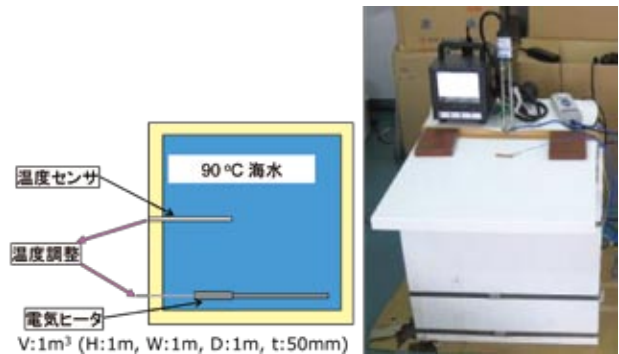 90 ℃ 海水
温度センサ
温度調整
電気ヒータ
V:1m³ (H:1m, W:1m, D:1m, t:50mm)